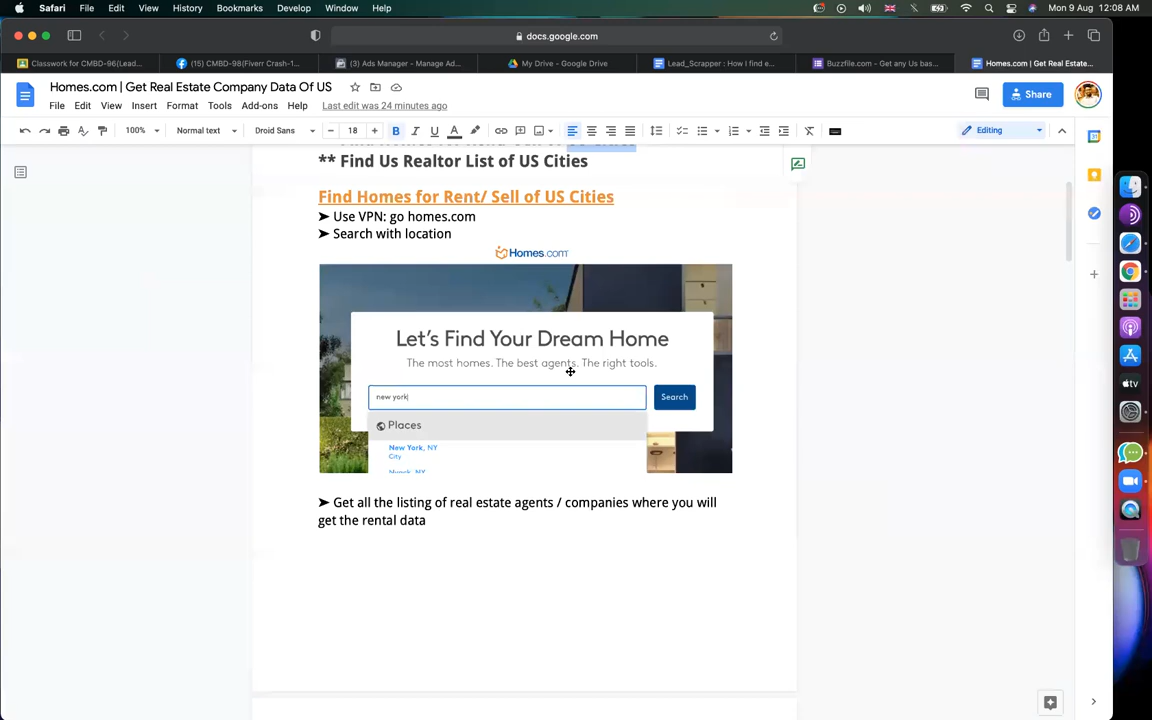 Safari File Edit View History Bookmarks Develop Window Help Mon 9 Aug 12:08 AM
docs.google.com
Classwork for CMBD-96(Lead... (15) CMBD-98(Fiverr Crash-1... (3) Ads Manager - Manage Ad... My Drive - Google Drive Lead_Scrapper : How I find e... Buzzfile.com - Get any Us bas... Homes.com | Get Real Estate...
Homes.com | Get Real Estate Company Data Of US
Share
File Edit View Insert Format Tools Add-ons Help Last edit was 24 minutes ago
100% Normal text Droid Sans 18 B I U A Editing
** Find Us Realtor List of US Cities
Find Homes for Rent/ Sell of US Cities
➤ Use VPN: go homes.com
➤ Search with location
Homes.com
Let's Find Your Dream Home
The most homes. The best agents. The right tools.
new york Search
Places
New York, NY
City
Nyack, NY
➤ Get all the listing of real estate agents / companies where you will
get the rental data
tv